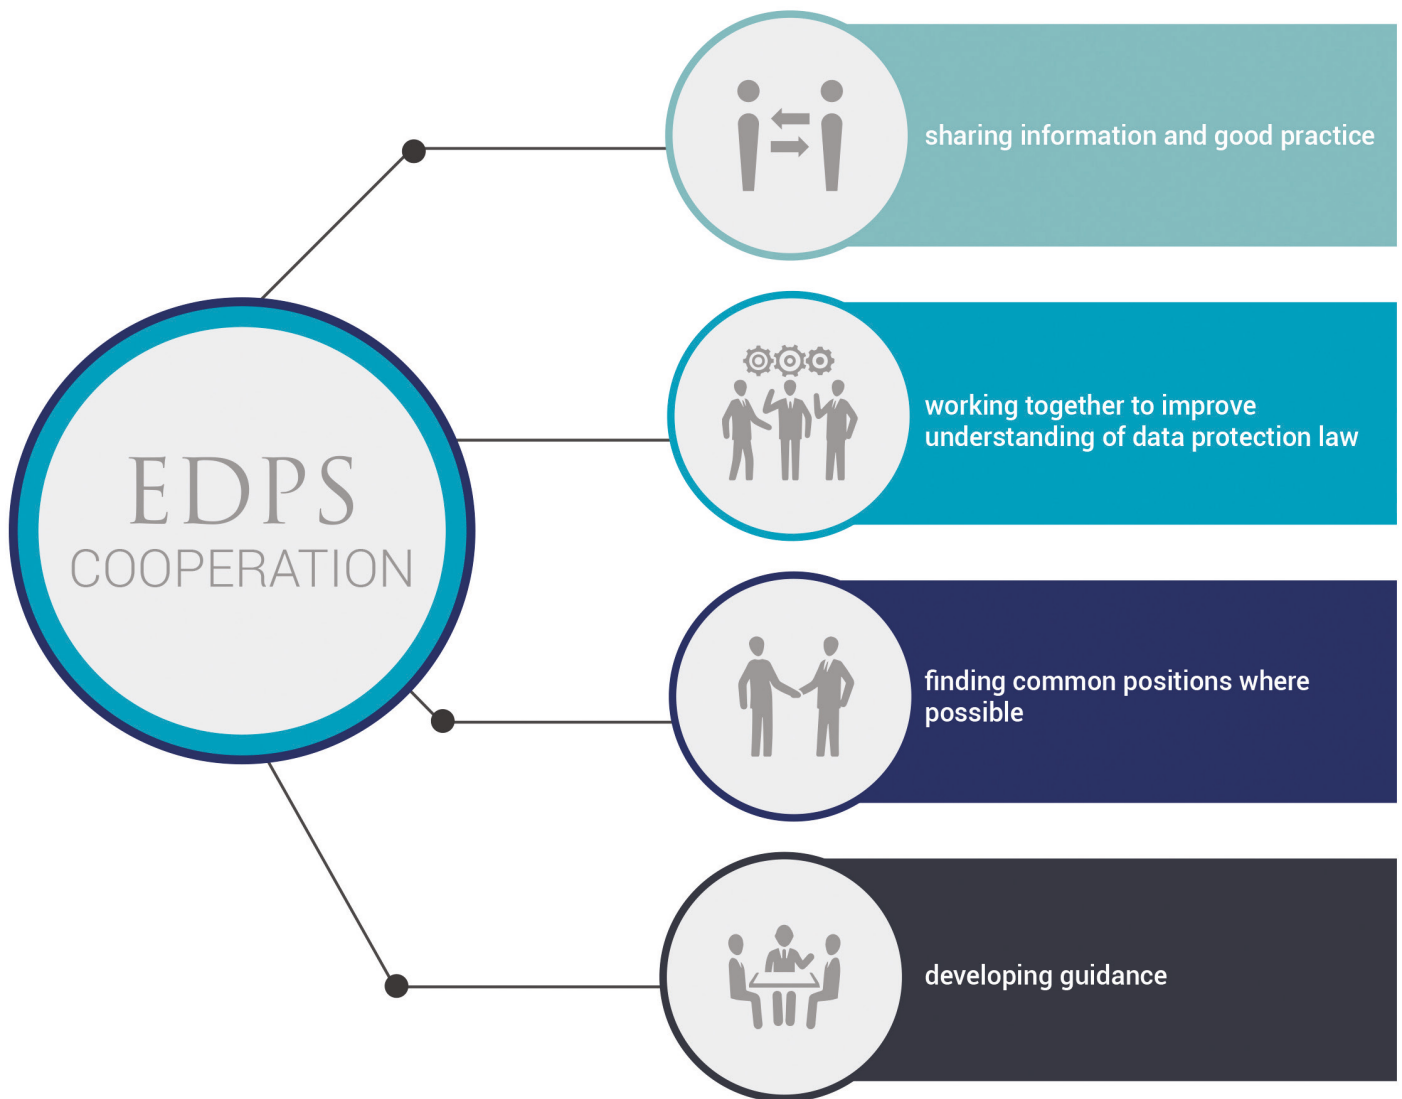 EDPS
COOPERATION
sharing information and good practice
working together to improve
understanding of data protection law
finding common positions where
possible
developing guidance